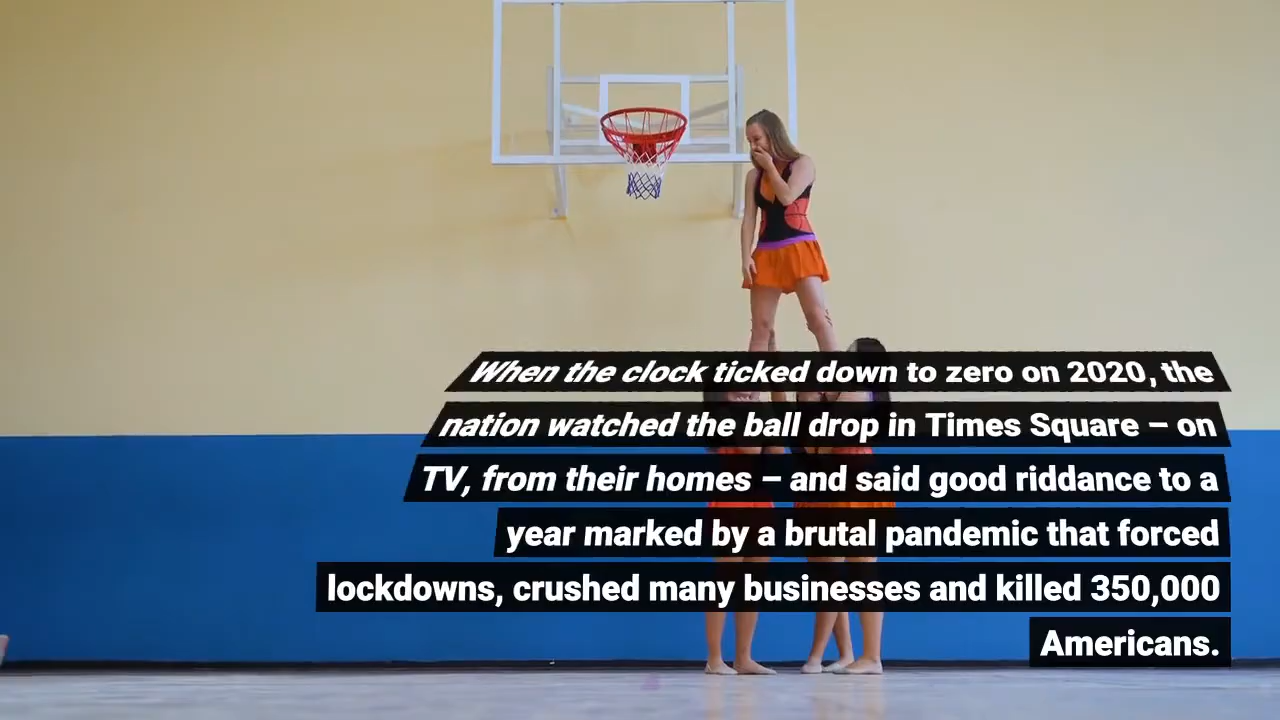 When the clock ticked down to zero on 2020, the
nation watched the ball drop in Times Square – on
TV, from their homes – and said good riddance to a
year marked by a brutal pandemic that forced
lockdowns, crushed many businesses and killed 350,000
Americans.